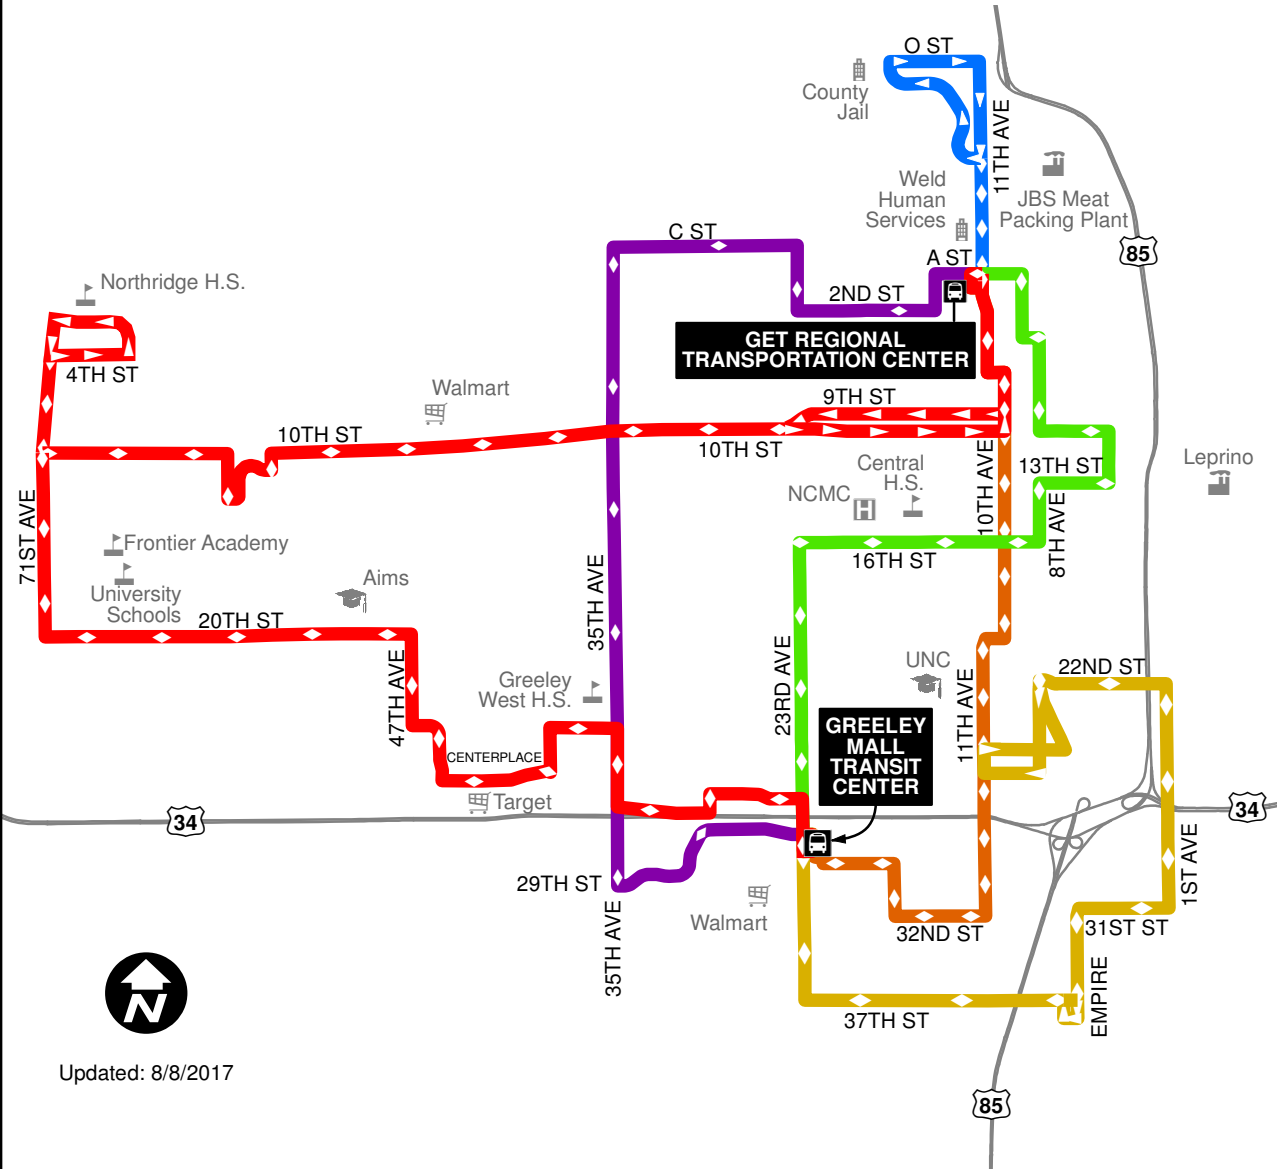 O ST
County
Jail
11TH AVE
Weld
Human
Services
JBS Meat
Packing Plant
85
C ST
A ST
Northridge H.S.
2ND ST
GET REGIONAL
TRANSPORTATION CENTER
4TH ST
Walmart
9TH ST
10TH ST
10TH ST
Central
H.S.
13TH ST
Leprino
NCMC
H
10TH AVE
8TH AVE
71ST AVE
Frontier Academy
16TH ST
University
Schools
Aims
35TH AVE
20TH ST
23RD AVE
UNC
22ND ST
47TH AVE
Greeley
West H.S.
11TH AVE
GREELEY
MALL
TRANSIT
CENTER
CENTERPLACE
Target
34
34
1ST AVE
29TH ST
Walmart
35TH AVE
32ND ST
31ST ST
EMPIRE
37TH ST
N
Updated: 8/8/2017
85